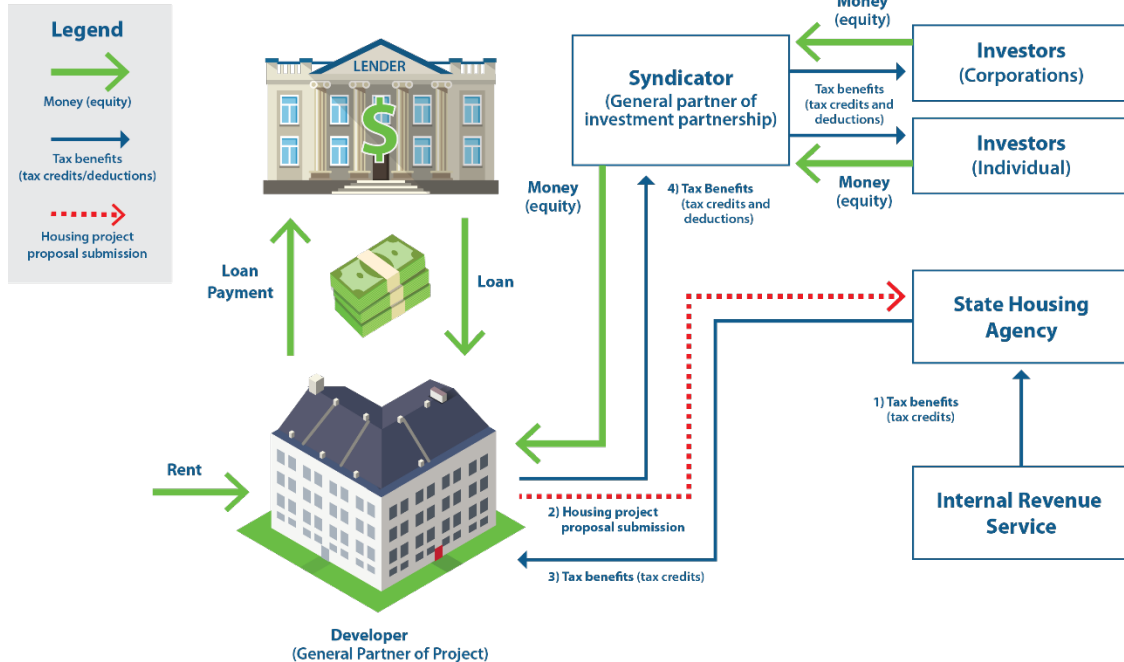 Legend
Money (equity)
Tax benefits
(tax credits/deductions)
Housing project
proposal submission
LENDER
$
Loan
Payment
Loan
Rent
Developer
(General Partner of Project)
Money
(equity)
Syndicator
(General partner of
investment partnership)
4) Tax Benefits
(tax credits and
deductions)
Money
(equity)
Tax benefits
(tax credits and
deductions)
Money
(equity)
Investors
(Corporations)
Investors
(Individual)
State Housing
Agency
1) Tax benefits
(tax credits)
Internal Revenue
Service
2) Housing project
proposal submission
3) Tax benefits (tax credits)